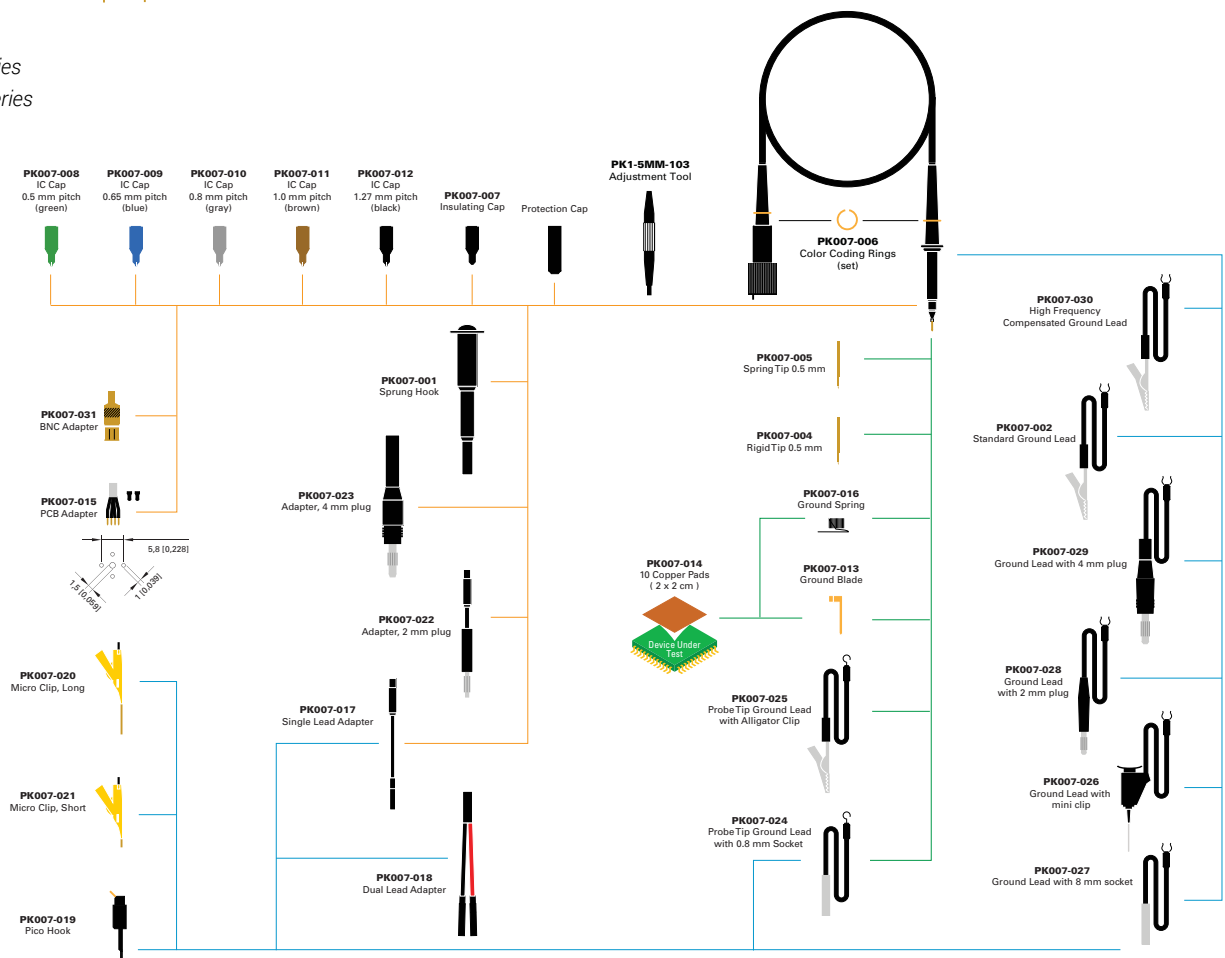 ies
eries
PK007-008
IC Cap
0.5 mm pitch
(green)
PK007-009
IC Cap
0.65 mm pitch
(blue)
PK007-010
IC Cap
0.8 mm pitch
(gray)
PK007-011
IC Cap
1.0 mm pitch
(brown)
PK007-012
IC Cap
1.27 mm pitch
(black)
PK007-007
Insulating Cap
Protection Cap
PK1-5MM-103
Adjustment Tool
PK007-006
Color Coding Rings
(set)
PK007-030
High Frequency
Compensated Ground Lead
PK007-005
Spring Tip 0.5 mm
PK007-001
Sprung Hook
PK007-031
BNC Adapter
PK007-004
Rigid Tip 0.5 mm
PK007-002
Standard Ground Lead
PK007-015
PCB Adapter
5,8 [0,228]
1,5 [0,059]
1 [0,039]
PK007-023
Adapter, 4 mm plug
PK007-016
Ground Spring
PK007-029
Ground Lead with 4 mm plug
PK007-014
10 Copper Pads
( 2 x 2 cm )
Device Under
Test
PK007-013
Ground Blade
PK007-022
Adapter, 2 mm plug
PK007-020
Micro Clip, Long
PK007-028
Ground Lead
with 2 mm plug
PK007-017
Single Lead Adapter
PK007-025
Probe Tip Ground Lead
with Alligator Clip
PK007-021
Micro Clip, Short
PK007-026
Ground Lead with
mini clip
PK007-024
Probe Tip Ground Lead
with 0.8 mm Socket
PK007-018
Dual Lead Adapter
PK007-027
Ground Lead with 8 mm socket
PK007-019
Pico Hook